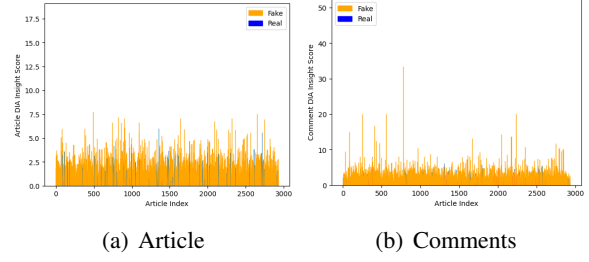 Fake
Real
Article DIA Insight Score
17.5
15.0
12.5
10.0
7.5
5.0
2.5
0.0
0 500 1000 1500 2000 2500 3000
Article Index
(a) Article
Fake
Real
Comment DIA Insight Score
50
40
30
20
10
0
0 500 1000 1500 2000 2500 3000
Article Index
(b) Comments